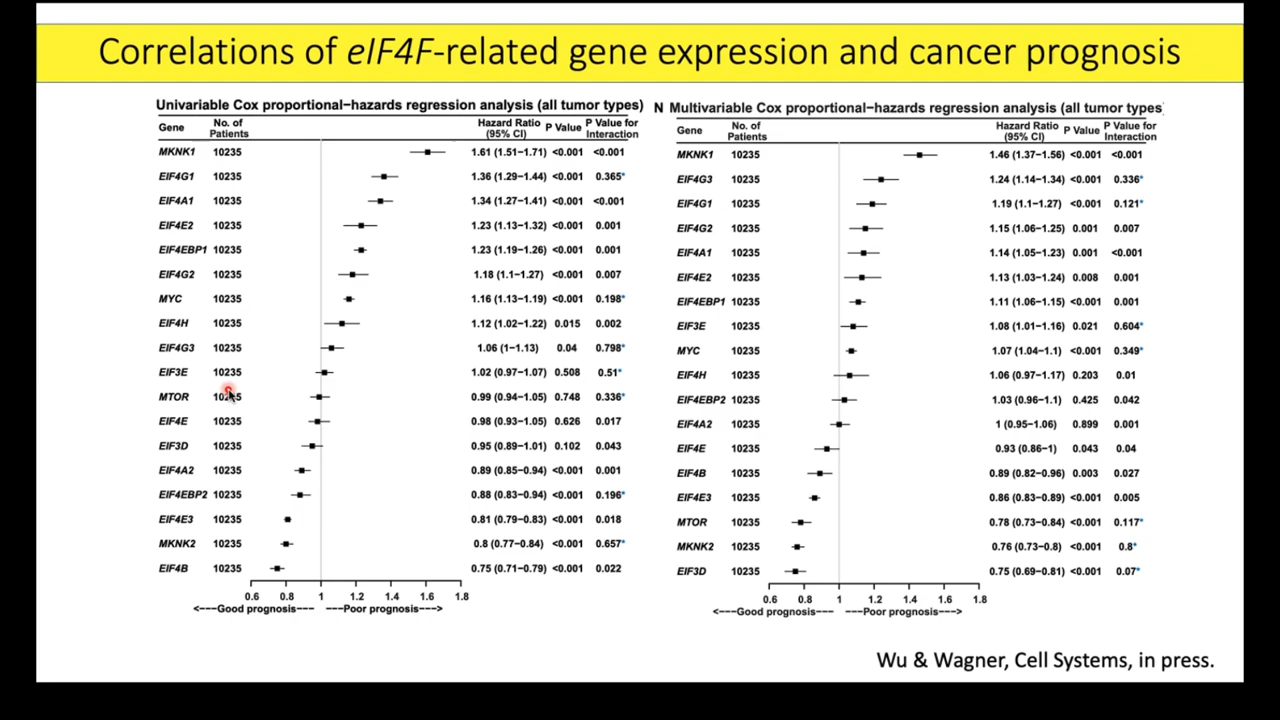 Correlations of eIF4F-related gene expression and cancer prognosis
Univariable Cox proportional−hazards regression analysis (all tumor types)
Gene No. of Patients Hazard Ratio (95% CI) P Value P Value for Interaction
MKNK1 10235 1.61 (1.51−1.71) <0.001 <0.001
EIF4G1 10235 1.36 (1.29−1.44) <0.001 0.365*
EIF4A1 10235 1.34 (1.27−1.41) <0.001 <0.001
EIF4E2 10235 1.23 (1.13−1.32) <0.001 0.001
EIF4EBP1 10235 1.23 (1.19−1.26) <0.001 0.001
EIF4G2 10235 1.18 (1.1−1.27) <0.001 0.007
MYC 10235 1.16 (1.13−1.19) <0.001 0.198*
EIF4H 10235 1.12 (1.02−1.22) 0.015 0.002
EIF4G3 10235 1.06 (1−1.13) 0.04 0.798*
EIF3E 10235 1.02 (0.97−1.07) 0.508 0.51*
MTOR 0.99 (0.94−1.05) 0.748 0.336*
EIF4E 10235 0.98 (0.93−1.05) 0.626 0.017
EIF3D 10235 0.95 (0.89−1.01) 0.102 0.043
EIF4A2 10235 0.89 (0.85−0.94) <0.001 0.001
EIF4EBP2 10235 0.88 (0.83−0.94) <0.001 0.196*
EIF4E3 10235 0.81 (0.79−0.83) <0.001 0.018
MKNK2 10235 0.8 (0.77−0.84) <0.001 0.657*
EIF4B 10235 0.75 (0.71−0.79) <0.001 0.022
0.6 0.8 1 1.2 1.4 1.6 1.8
<---Good prognosis--- ---Poor prognosis--->
N Multivariable Cox proportional−hazards regression analysis (all tumor types
Gene No. of Patients Hazard Ratio (95% CI) P Value P Value for Interaction
MKNK1 10235 1.46 (1.37−1.56) <0.001 <0.001
EIF4G3 10235 1.24 (1.14−1.34) <0.001 0.336*
EIF4G1 10235 1.19 (1.1−1.27) <0.001 0.121*
EIF4G2 10235 1.15 (1.06−1.25) 0.001 0.007
EIF4A1 10235 1.14 (1.05−1.23) 0.001 <0.001
EIF4E2 10235 1.13 (1.03−1.24) 0.008 0.001
EIF4EBP1 10235 1.11 (1.06−1.15) <0.001 0.001
EIF3E 10235 1.08 (1.01−1.16) 0.021 0.604*
MYC 10235 1.07 (1.04−1.1) <0.001 0.349*
EIF4H 10235 1.06 (0.97−1.17) 0.203 0.01
EIF4EBP2 10235 1.03 (0.96−1.1) 0.425 0.042
EIF4A2 10235 1 (0.95−1.06) 0.899 0.001
EIF4E 10235 0.93 (0.86−1) 0.043 0.04
EIF4B 10235 0.89 (0.82−0.96) 0.003 0.027
EIF4E3 10235 0.86 (0.83−0.89) <0.001 0.005
MTOR 10235 0.78 (0.73−0.84) <0.001 0.117*
MKNK2 10235 0.76 (0.73−0.8) <0.001 0.8*
EIF3D 10235 0.75 (0.69−0.81) <0.001 0.07*
0.6 0.8 1 1.2 1.4 1.6 1.8
<---Good prognosis--- ---Poor prognosis--->
Wu & Wagner, Cell Systems, in press.